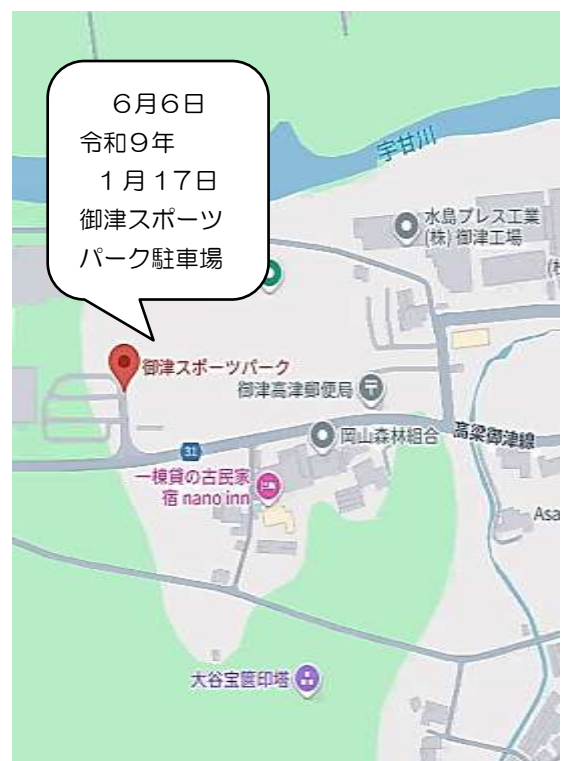 ６月６日
令和９年
１月１７日
御津スポーツ
パーク駐車場
宇甘川
水島プレス工業
(株) 御津工場
御津スポーツパーク
御津高津郵便局
岡山森林組合
高梁御津線
31
一棟貸の古民家
宿 nano inn
Asa
大谷宝篋印塔